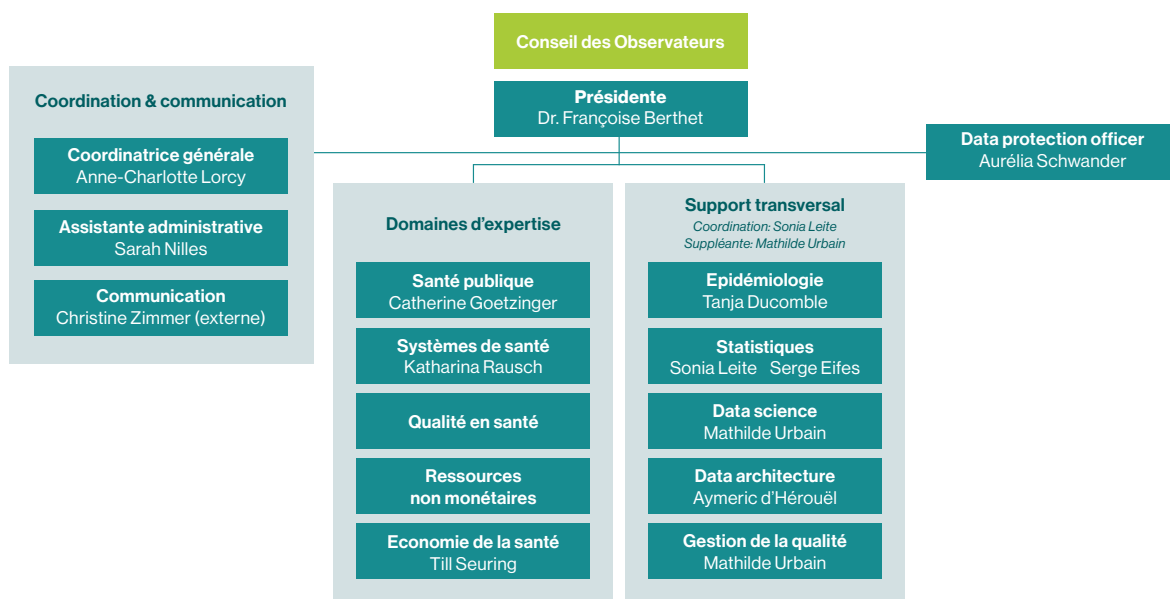 Conseil des Observateurs
Présidente
Dr. Françoise Berthet
Coordination & communication
Coordinatrice générale
Anne-Charlotte Lorcy
Assistante administrative
Sarah Nilles
Communication
Christine Zimmer (externe)
Data protection officer
Aurélia Schwander
Domaines d’expertise
Santé publique
Catherine Goetzinger
Systèmes de santé
Katharina Rausch
Qualité en santé
Ressources
non monétaires
Economie de la santé
Till Seuring
Support transversal
Coordination: Sonia Leite
Suppléante: Mathilde Urbain
Epidémiologie
Tanja Ducomble
Statistiques
Sonia Leite Serge Eifes
Data science
Mathilde Urbain
Data architecture
Aymeric d’Hérouël
Gestion de la qualité
Mathilde Urbain